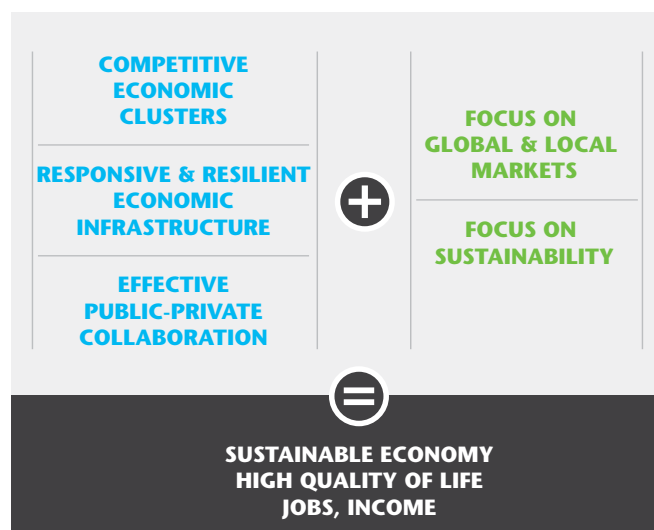 COMPETITIVE
ECONOMIC
CLUSTERS
RESPONSIVE & RESILIENT
ECONOMIC
INFRASTRUCTURE
EFFECTIVE
PUBLIC-PRIVATE
COLLABORATION
+
FOCUS ON
GLOBAL & LOCAL
MARKETS
FOCUS ON
SUSTAINABILITY
=
SUSTAINABLE ECONOMY
HIGH QUALITY OF LIFE
JOBS, INCOME